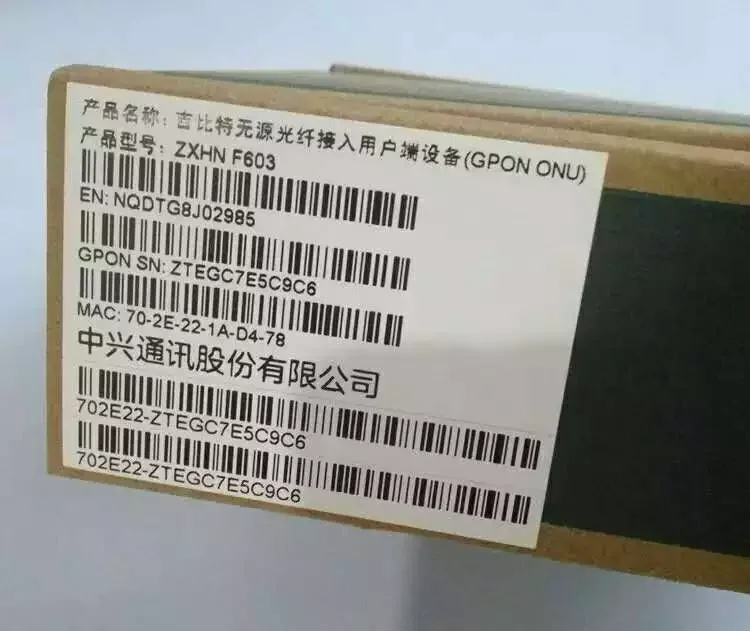 产品名称: 吉比特无源光纤接入用户端设备(GPON ONU)
产品型号: ZXHN F603
EN: NQDTG8J02985
GPON SN: ZTEGC7E5C9C6
MAC: 70-2E-22-1A-D4-78
中兴通讯股份有限公司
702E22-ZTEGC7E5C9C6
702E22-ZTEGC7E5C9C6